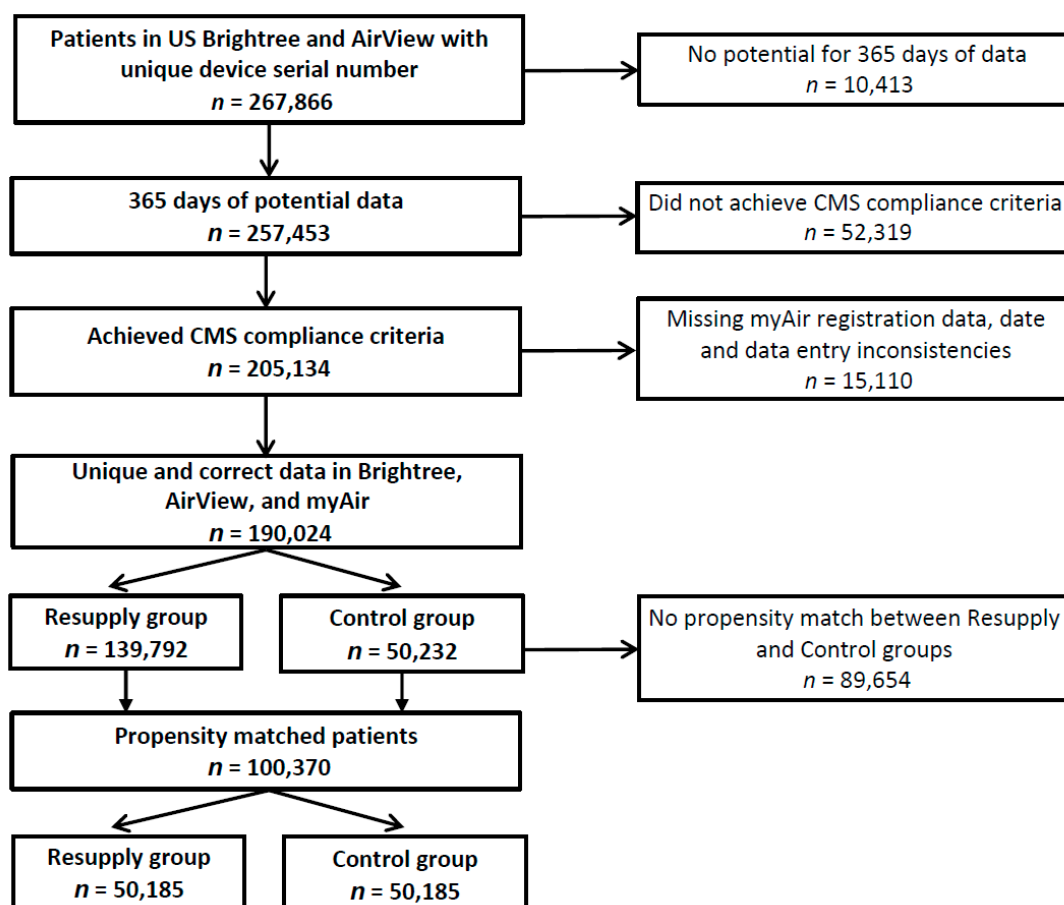 Patients in US Brightree and AirView with
unique device serial number
n = 267,866
No potential for 365 days of data
n = 10,413
365 days of potential data
n = 257,453
Did not achieve CMS compliance criteria
n = 52,319
Achieved CMS compliance criteria
n = 205,134
Missing myAir registration data, date
and data entry inconsistencies
n = 15,110
Unique and correct data in Brightree,
AirView, and myAir
n = 190,024
Resupply group
n = 139,792
Control group
n = 50,232
No propensity match between Resupply
and Control groups
n = 89,654
Propensity matched patients
n = 100,370
Resupply group
n = 50,185
Control group
n = 50,185